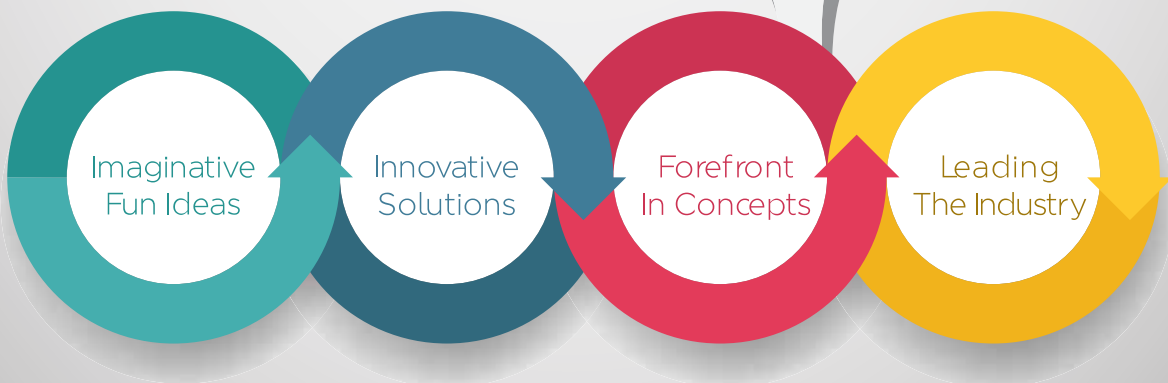 Imaginative
Fun Ideas
Innovative
Solutions
Forefront
In Concepts
Leading
The Industry